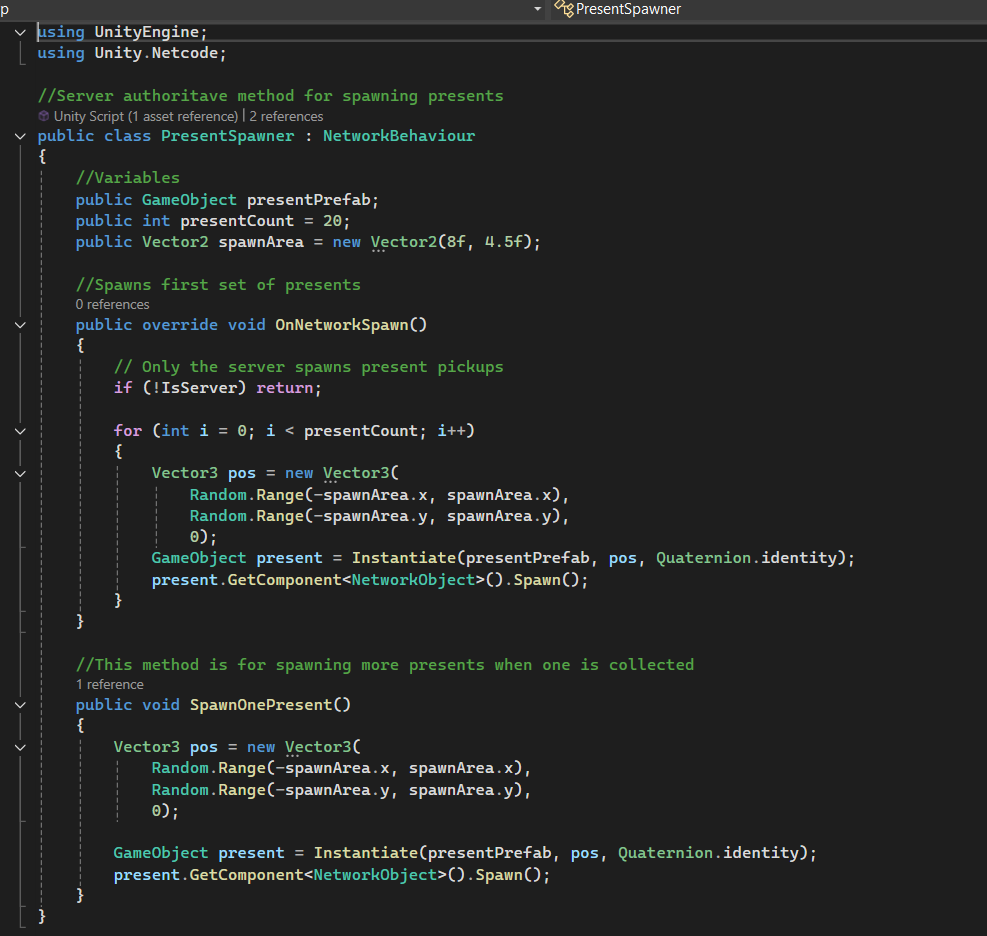 p
PresentSpawner
using UnityEngine;
using Unity.Netcode;
//Server authoritave method for spawning presents
Unity Script (1 asset reference) | 2 references
public class PresentSpawner : NetworkBehaviour
{
//Variables
public GameObject presentPrefab;
public int presentCount = 20;
public Vector2 spawnArea = new Vector2(8f, 4.5f);
//Spawns first set of presents
0 references
public override void OnNetworkSpawn()
{
// Only the server spawns present pickups
if (!IsServer) return;
for (int i = 0; i < presentCount; i++)
{
Vector3 pos = new Vector3(
Random.Range(-spawnArea.x, spawnArea.x),
Random.Range(-spawnArea.y, spawnArea.y),
0);
GameObject present = Instantiate(presentPrefab, pos, Quaternion.identity);
present.GetComponent<NetworkObject>().Spawn();
}
}
//This method is for spawning more presents when one is collected
1 reference
public void SpawnOnePresent()
{
Vector3 pos = new Vector3(
Random.Range(-spawnArea.x, spawnArea.x),
Random.Range(-spawnArea.y, spawnArea.y),
0);
GameObject present = Instantiate(presentPrefab, pos, Quaternion.identity);
present.GetComponent<NetworkObject>().Spawn();
}
}